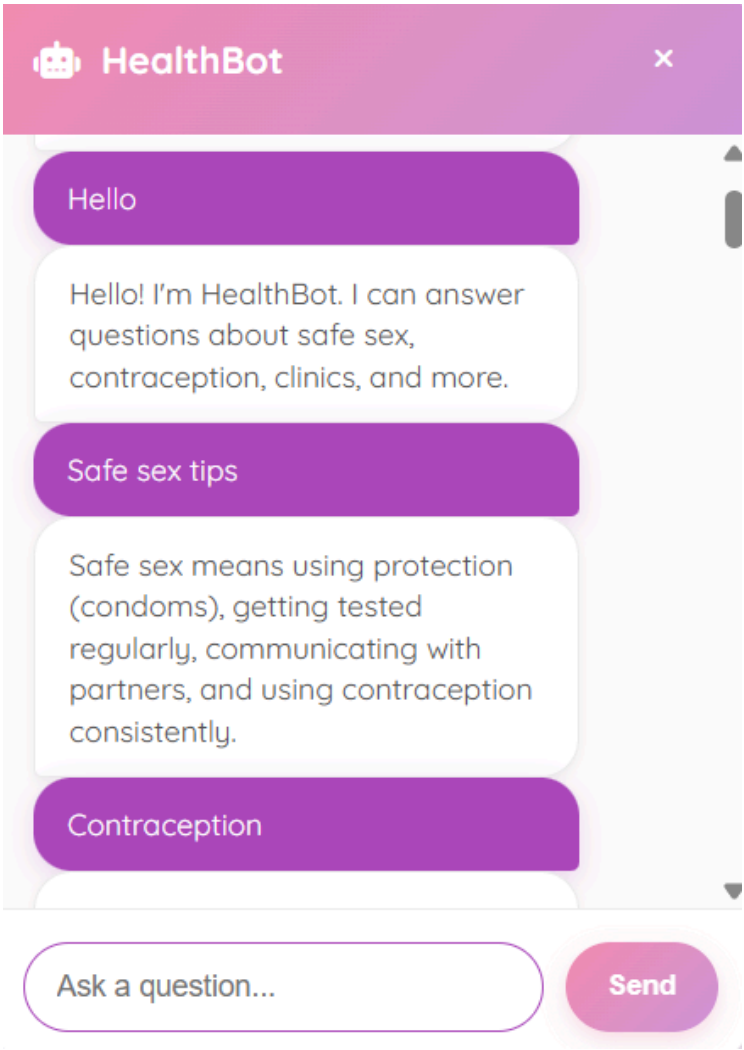 HealthBot
×
Hello
Hello! I'm HealthBot. I can answer
questions about safe sex,
contraception, clinics, and more.
Safe sex tips
Safe sex means using protection
(condoms), getting tested
regularly, communicating with
partners, and using contraception
consistently.
Contraception
Ask a question...
Send